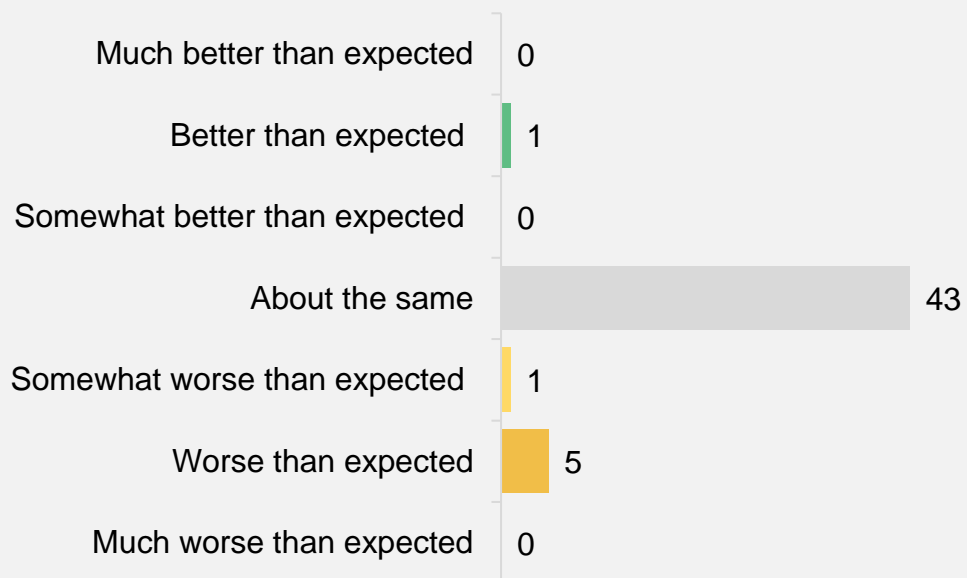 Much better than expected 0
Better than expected 1
Somewhat better than expected 0
About the same 43
Somewhat worse than expected 1
Worse than expected 5
Much worse than expected 0